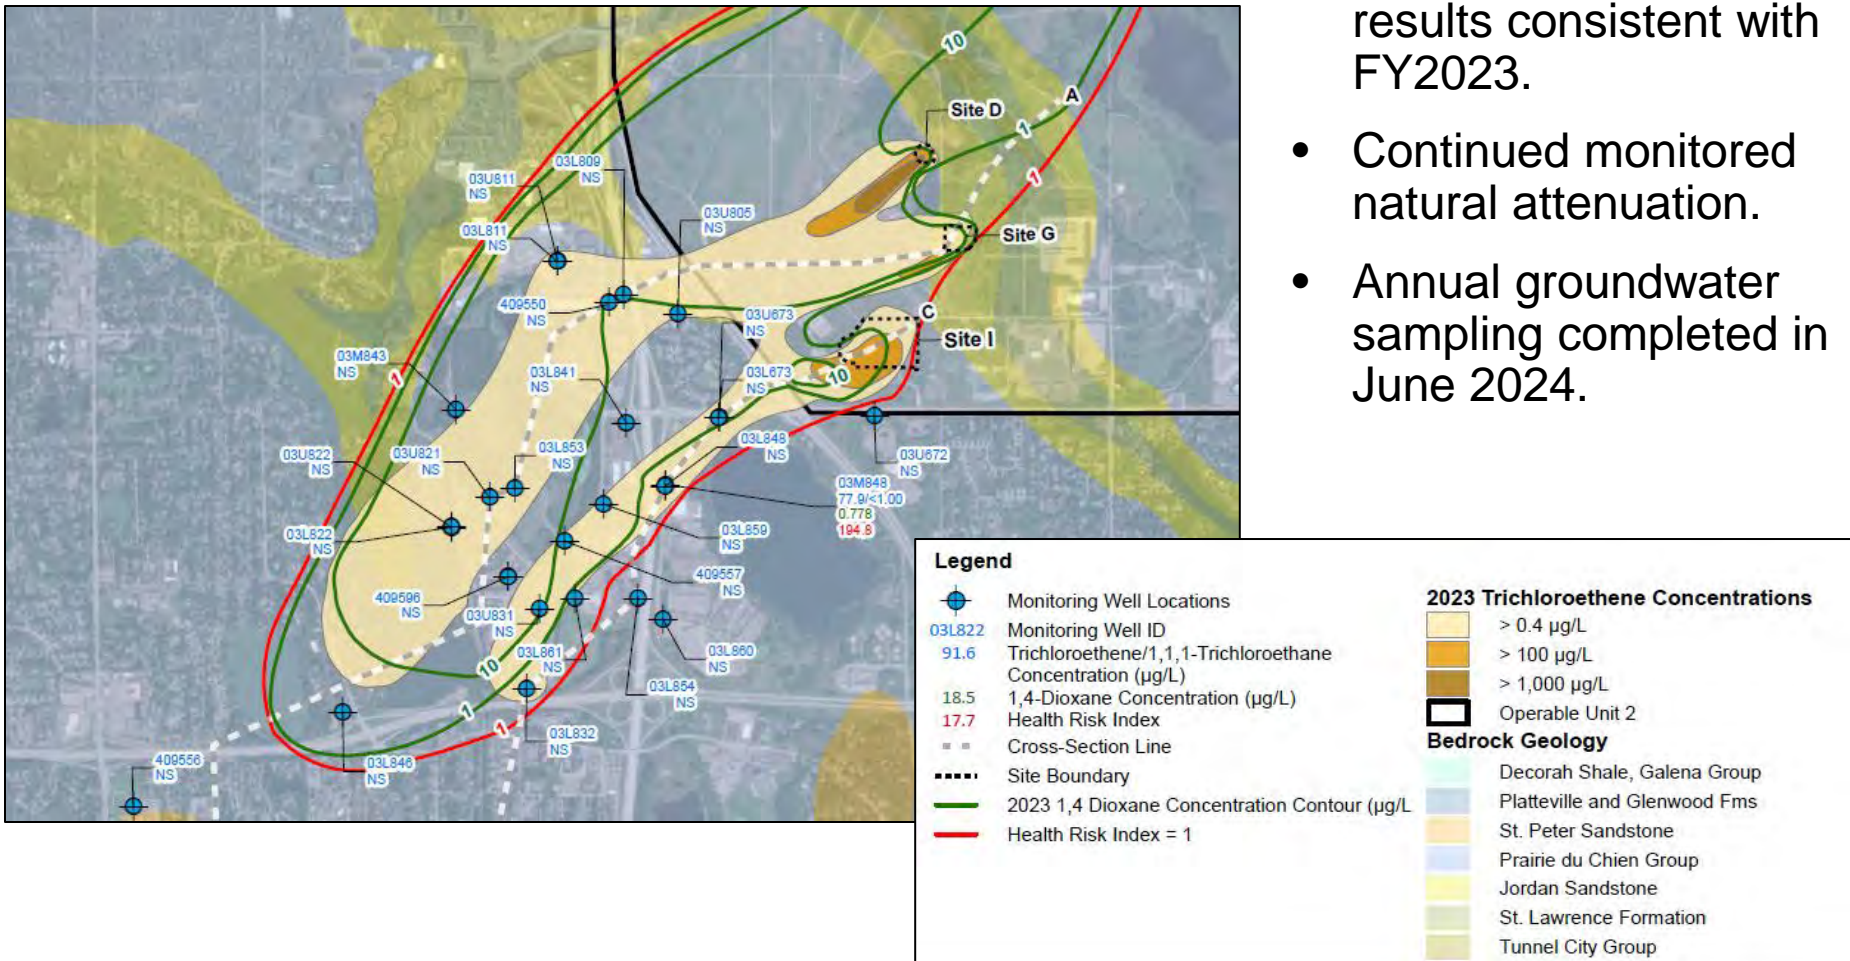 results consistent with
FY2023.
• Continued monitored
natural attenuation.
• Annual groundwater
sampling completed in
June 2024.
10
A
Site D
1
1
03L809
NS
03U811
NS
03U805
NS
03L811
NS
Site G
409550
NS
03U673
NS
C
Site I
03M843
NS
1
03L841
NS
03L673
NS
10
03L848
NS
03U672
NS
03U822
NS
03U821
NS
03L853
NS
03M848
77.9/<1.00
0.778
194.8
03L822
NS
03L859
NS
409557
NS
409596
NS
03U831
NS
03L861
NS
03L860
NS
10
03L854
NS
1
1
03L832
NS
409556
NS
03L846
NS
Legend
Monitoring Well Locations
03L822 Monitoring Well ID
91.6 Trichloroethene/1,1,1-Trichloroethane
Concentration (µg/L)
18.5 1,4-Dioxane Concentration (µg/L)
17.7 Health Risk Index
Cross-Section Line
Site Boundary
2023 1,4 Dioxane Concentration Contour (µg/L
Health Risk Index = 1
2023 Trichloroethene Concentrations
> 0.4 µg/L
> 100 µg/L
> 1,000 µg/L
Operable Unit 2
Bedrock Geology
Decorah Shale, Galena Group
Platteville and Glenwood Fms
St. Peter Sandstone
Prairie du Chien Group
Jordan Sandstone
St. Lawrence Formation
Tunnel City Group